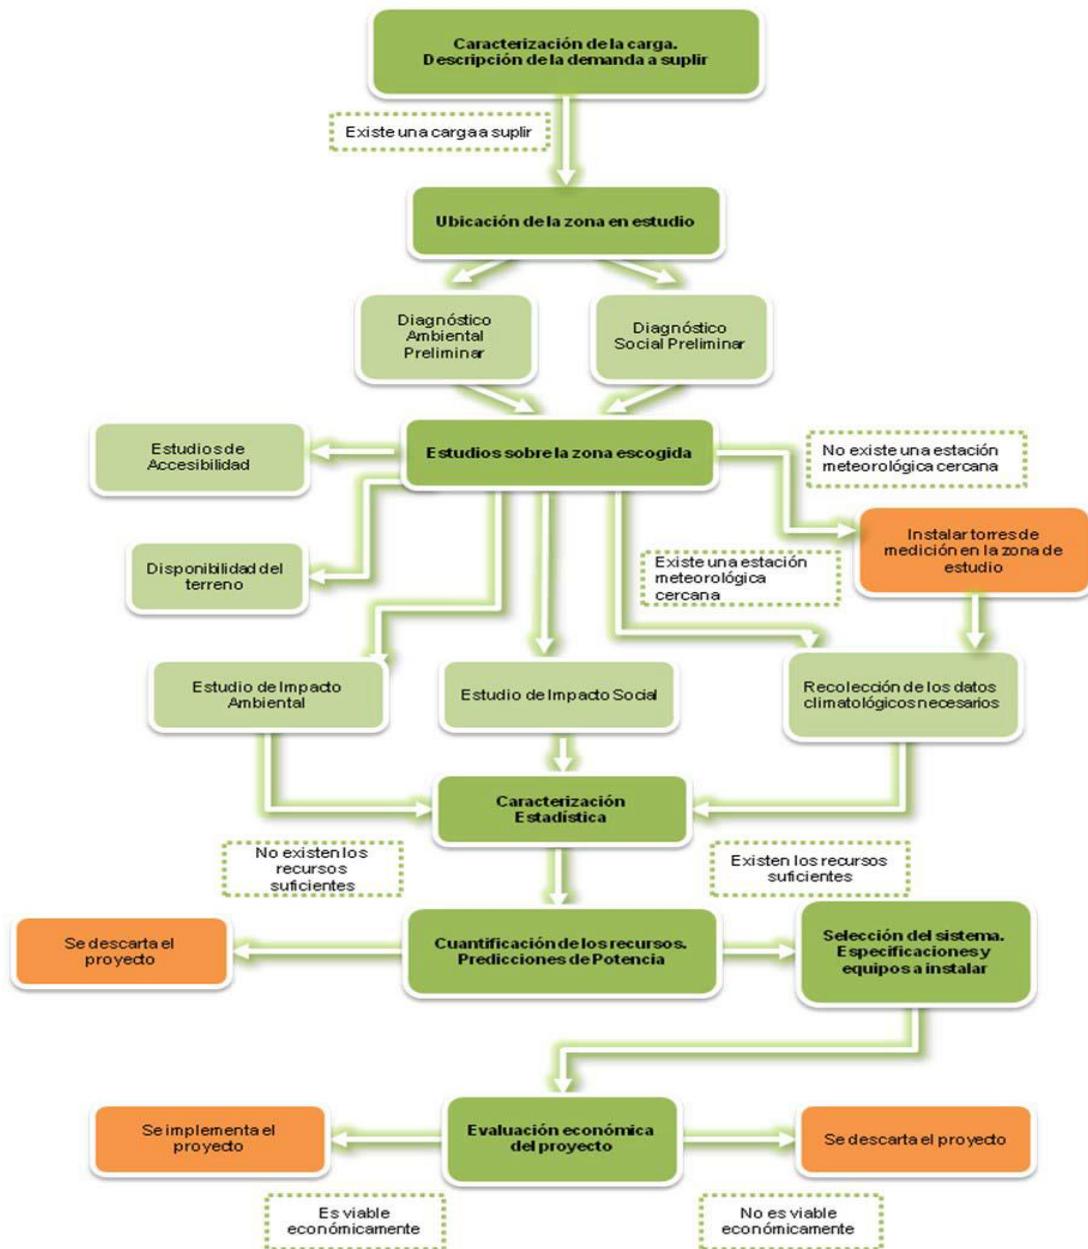 Caracterización de la carga.
Descripción de la demanda a suplir
Existe una carga a suplir
Ubicación de la zona en estudio
Diagnóstico
Ambiental
Preliminar
Diagnóstico
Social Preliminar
Estudios de
Accesibilidad
Estudios sobre la zona escogida
No existe una estación
meteorológica cercana
Instalar torres de
medición en la zona de
estudio
Disponibilidad del
terreno
Existe una estación
meteorológica
cercana
Estudio de Impacto
Ambiental
Estudio de Impacto Social
Recolección de los datos
climatológicos necesarios
Caracterización
Estadística
No existen los
recursos
suficientes
Existen los recursos
suficientes
Se descarta el
proyecto
Cuantificación de los recursos.
Predicciones de Potencia
Selección del sistema.
Especificaciones y
equipos a instalar
Se implementa el
proyecto
Evaluación económica
del proyecto
Se descarta el proyecto
Es viable
económicamente
No es viable
económicamente